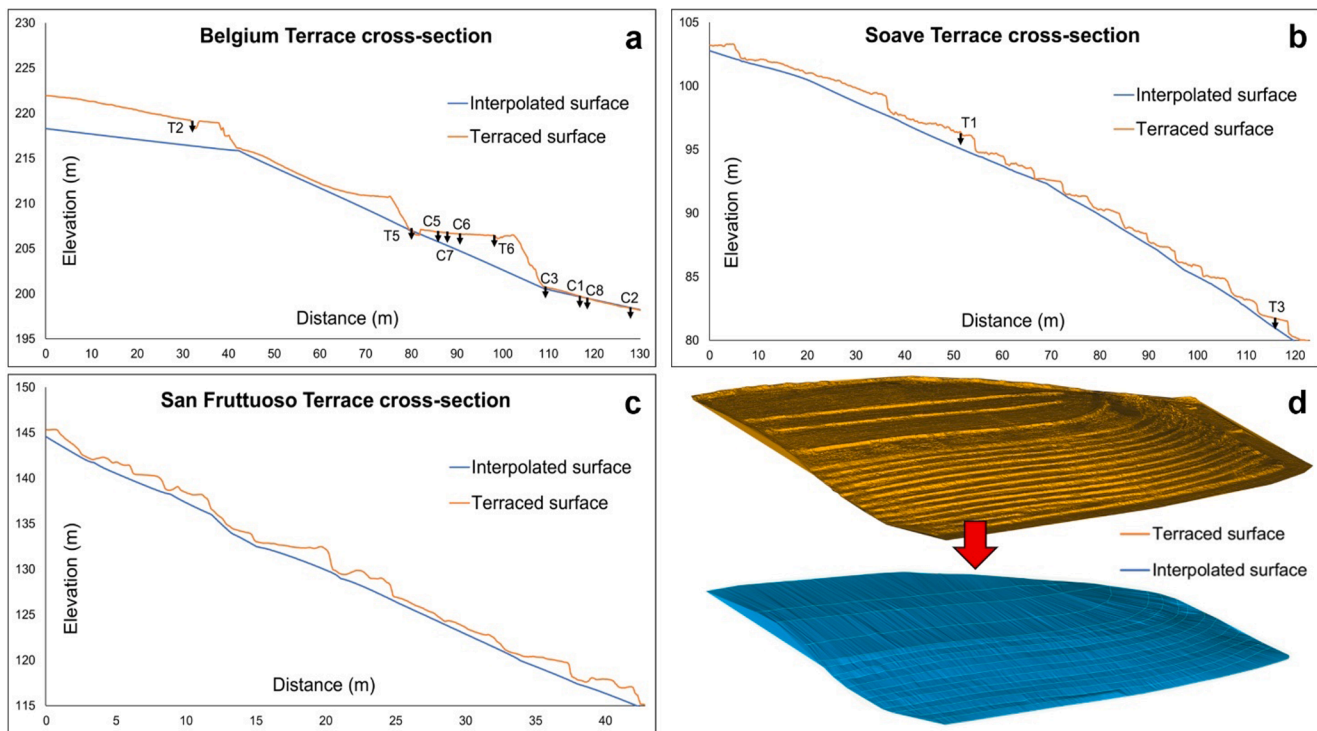 Belgium Terrace cross-section
a
230
225
220
215
210
205
200
195
Elevation (m)
Interpolated surface
Terraced surface
T2
T5
C5
C7
C6
T6
C3
C1
C8
C2
Distance (m)
0 10 20 30 40 50 60 70 80 90 100 110 120 130
Soave Terrace cross-section
b
105
100
95
90
85
80
Elevation (m)
Interpolated surface
Terraced surface
T1
T3
Distance (m)
0 10 20 30 40 50 60 70 80 90 100 110 120
San Fruttuoso Terrace cross-section
c
150
145
140
135
130
125
120
115
Elevation (m)
Interpolated surface
Terraced surface
Distance (m)
0 5 10 15 20 25 30 35 40
d
Terraced surface
Interpolated surface